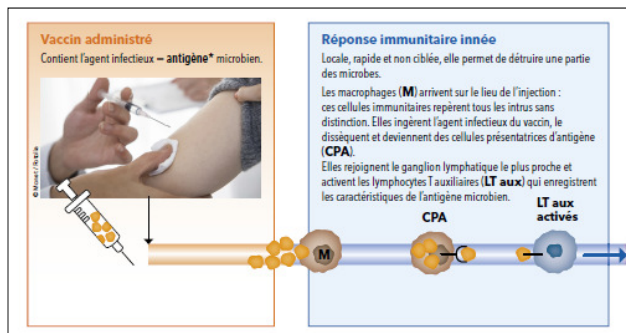 Vaccin administré
Contient l'agent infectieux – antigène* microbien.
© Monet / Fotolia
Réponse immunitaire innée
Locale, rapide et non ciblée, elle permet de détruire une partie
des microbes.
Les macrophages (M) arrivent sur le lieu de l'injection :
ces cellules immunitaires repèrent tous les intrus sans
distinction. Elles ingèrent l'agent infectieux du vaccin, le
dissèquent et deviennent des cellules présentatrices d'antigène
(CPA).
Elles rejoignent le ganglion lymphatique le plus proche et
activent les lymphocytes T auxiliaires (LT aux) qui enregistrent
les caractéristiques de l'antigène microbien.
CPA
LT aux
activés
M